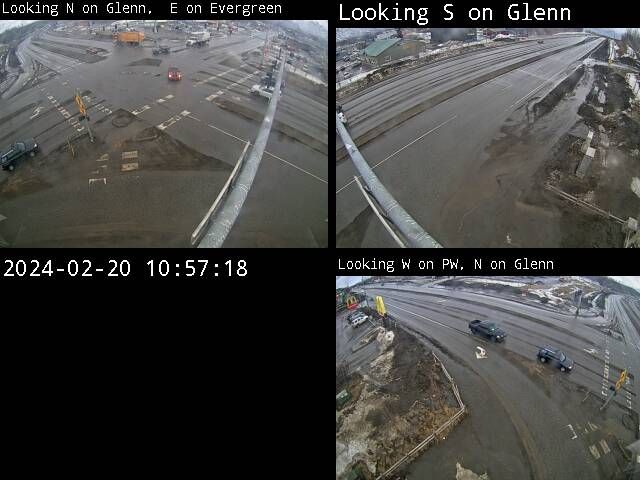 Looking N on Glenn,  E on Evergreen
Looking S on Glenn
2024-02-20 10:57:18
Looking W on PW, N on Glenn